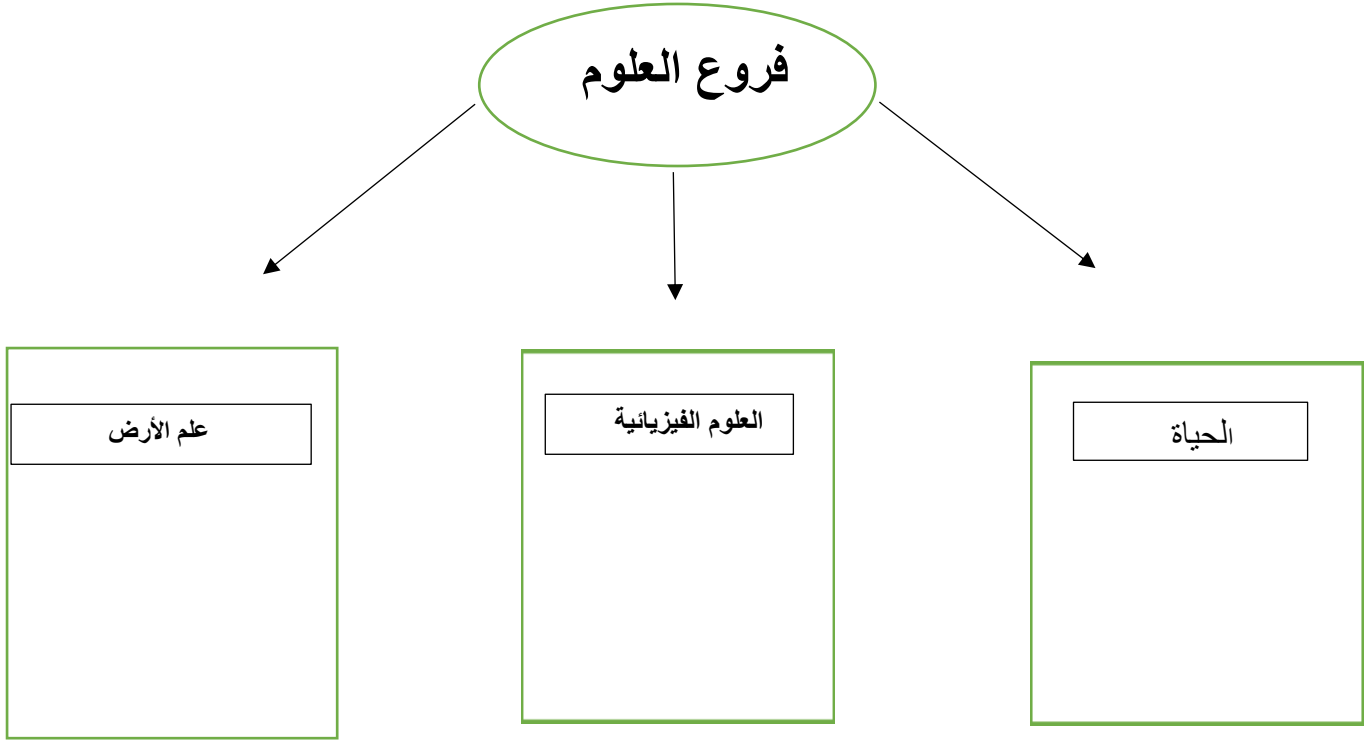 فروع العلوم
الحياة
العلوم الفيزيائية
علم الأرض